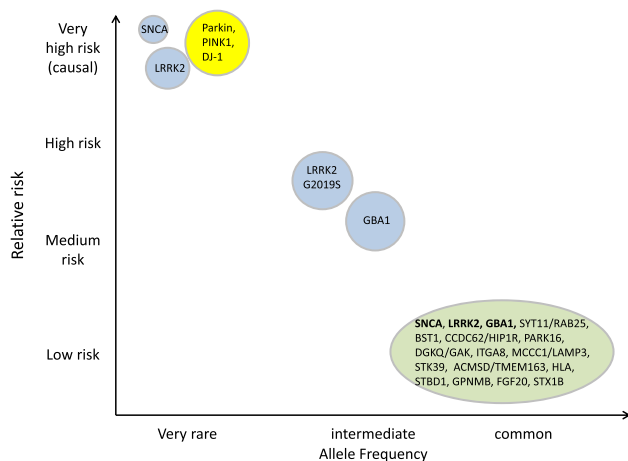 Very
high risk
(causal)
SNCA
LRRK2
Parkin,
PINK1,
DJ-1
High risk
LRRK2
G2019S
GBA1
Relative risk
Medium
risk
Low risk
SNCA, LRRK2, GBA1, SYT11/RAB25,
BST1, CCDC62/HIP1R, PARK16,
DGKQ/GAK, ITGA8, MCCC1/LAMP3,
STK39, ACMSD/TMEM163, HLA,
STBD1, GPNMB, FGF20, STX1B
Very rare
intermediate
common
Allele Frequency